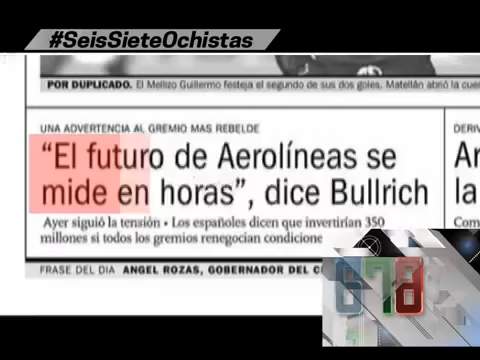 #SeisSieteOchistas
POR DUPLICADO. El Mellizo Guillermo festeja el segundo de sus dos goles. Matellán abrió la cue
UNA ADVERTENCIA AL GREMIO MAS REBELDE
"El futuro de Aerolíneas se
mide en horas", dice Bullrich
Ayer siguió la tensión • Los españoles dicen que invertirían 350
millones si todos los gremios renegocian condicione
FRASE DEL DIA ANGEL ROZAS, GOBERNADOR DEL C
DERI
Ar
la
Com
678